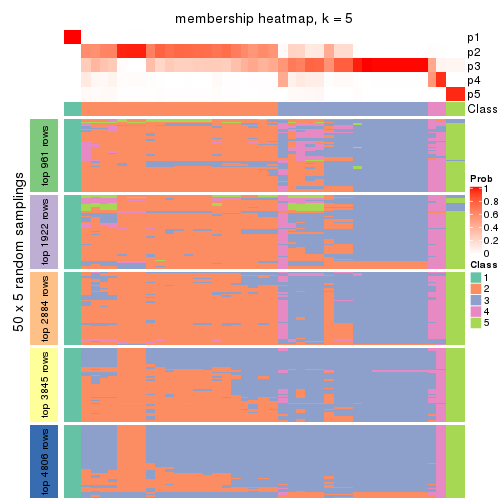 membership heatmap, k = 5
p1
p2
p3
p4
p5
Class
50 x 5 random samplings
top 961 rows
top 1922 rows
top 2884 rows
top 3845 rows
top 4806 rows
Prob
1
0.8
0.6
0.4
0.2
0
Class
1
2
3
4
5